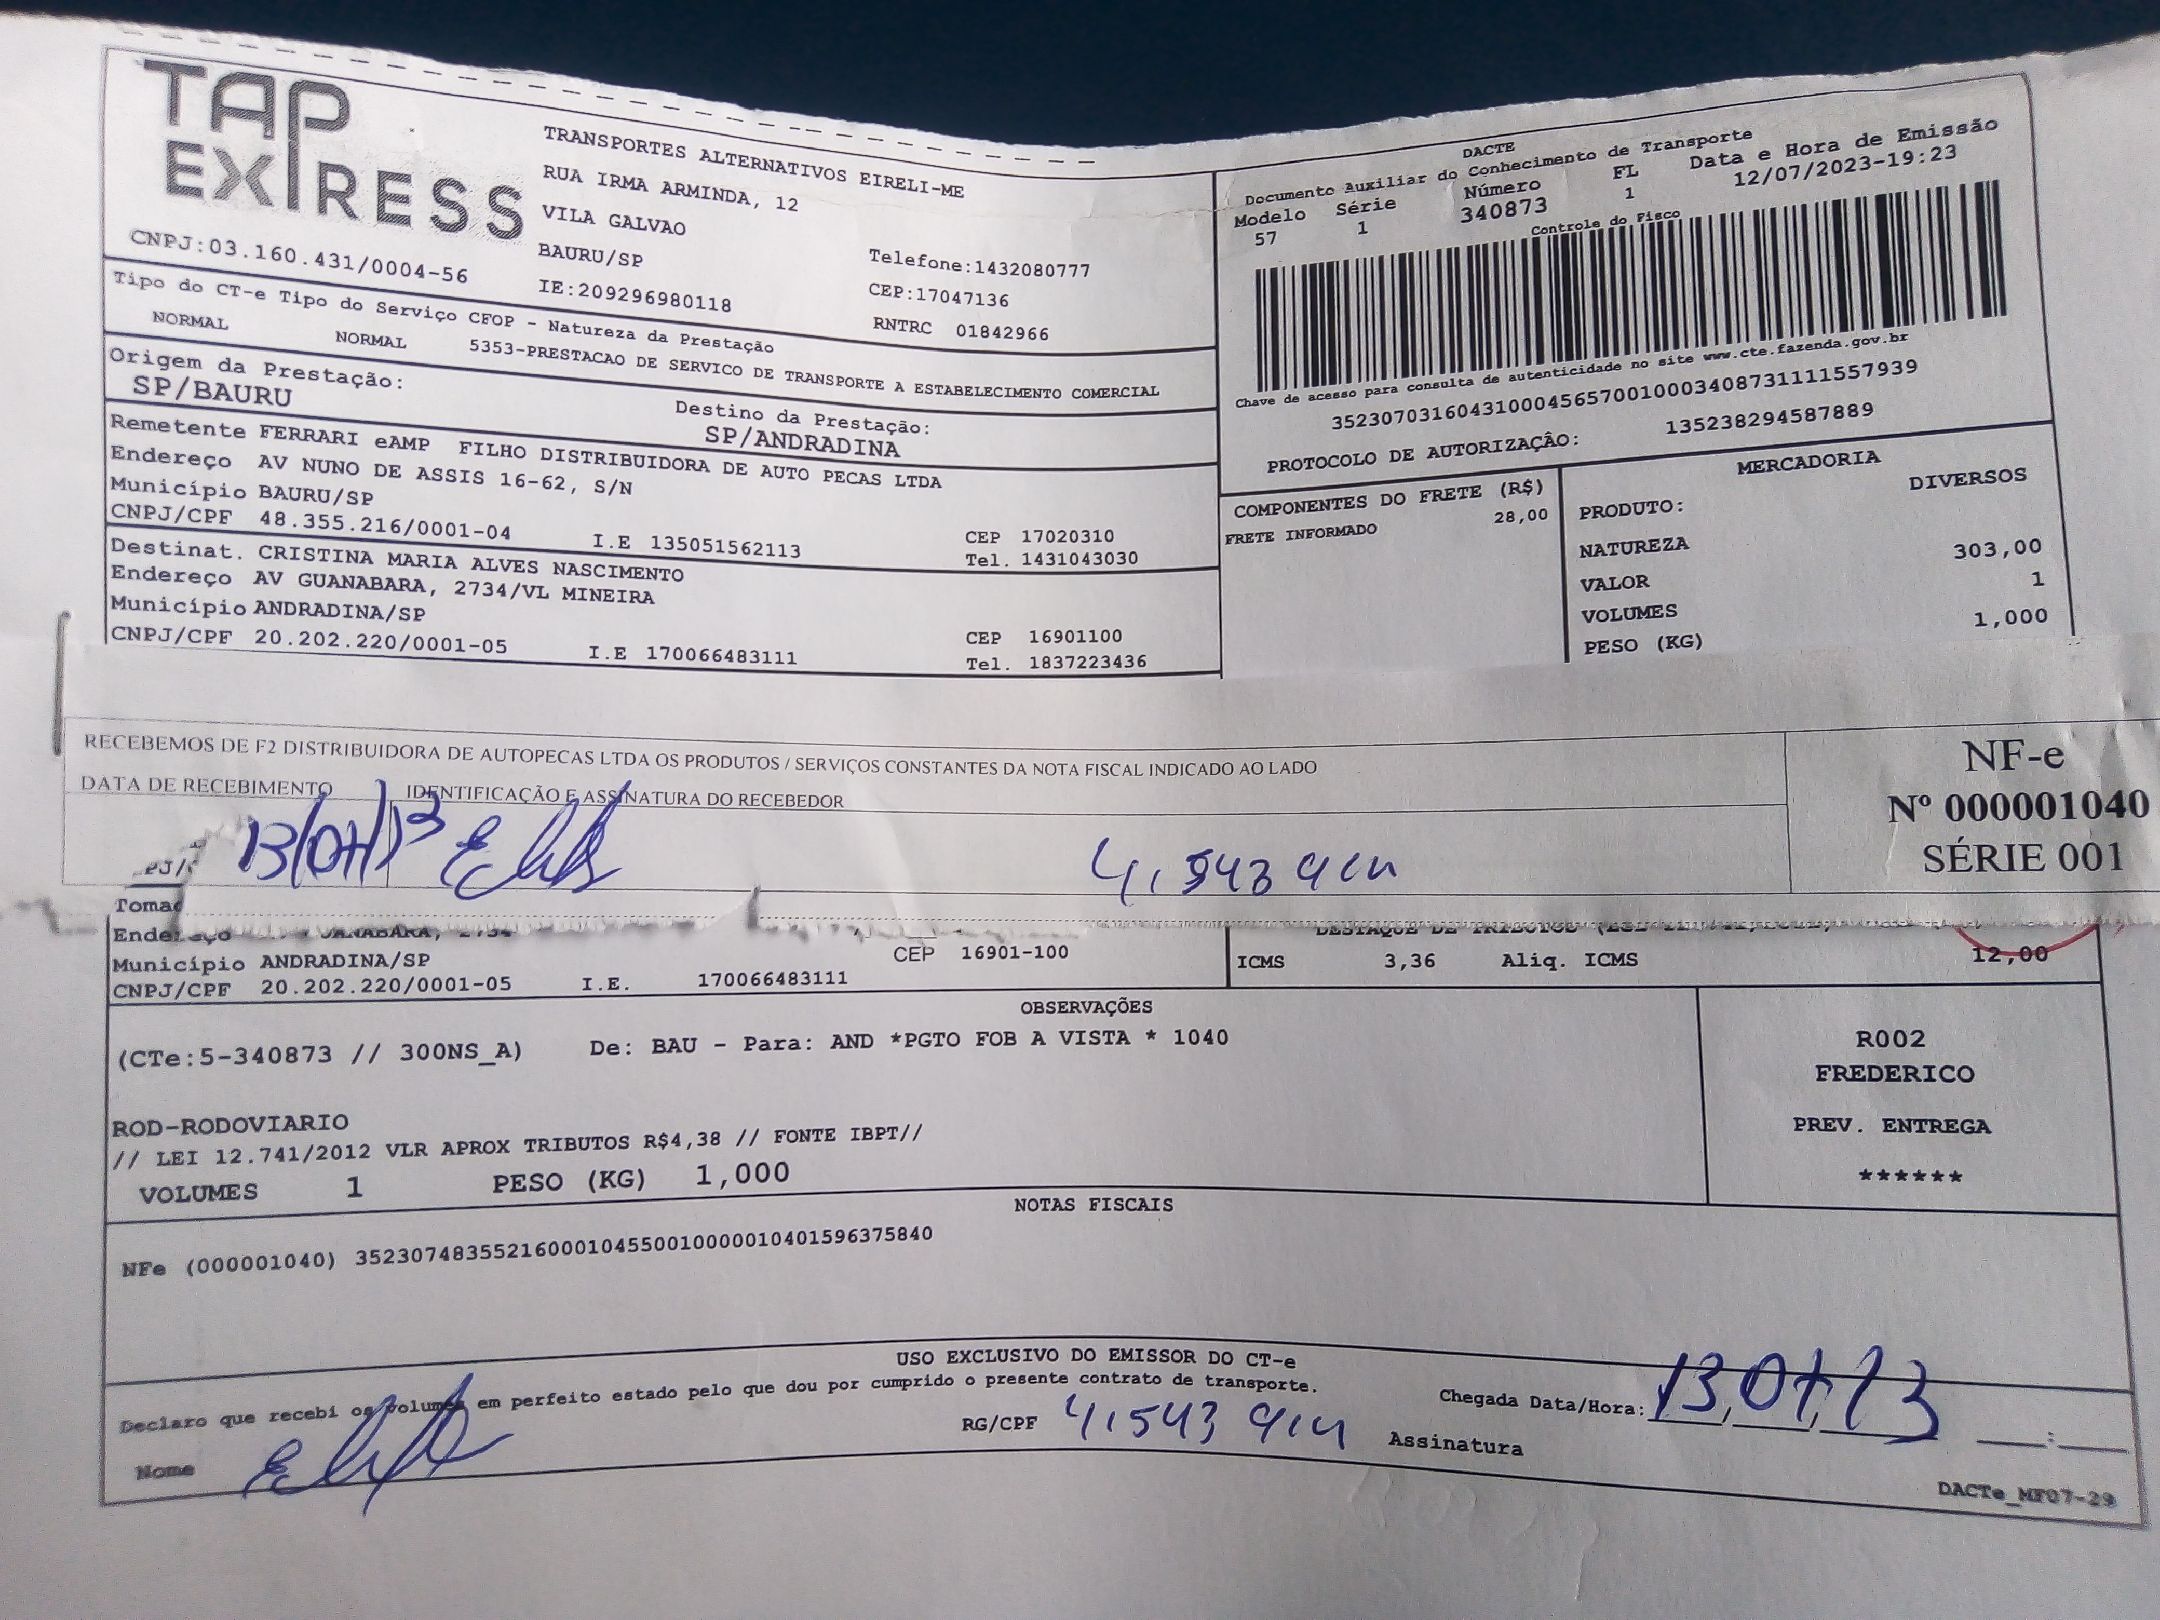 TAP
EXPRESS
CNPJ:03.160.431/0004-56
TRANSPORTES ALTERNATIVOS EIRELI-ME
RUA IRMA ARMINDA, 12
VILA GALVAO
BAURU/SP
IE:209296980118
Telefone:1432080777
CEP:17047136
RNTRC 01842966
DACTE
Documento Auxiliar do Conhecimento de Transporte
Modelo Série Número FL Data e Hora de Emissão
57 1 340873 1 12/07/2023-19:23
Controle do Fisco
Chave de acesso para consulta de autenticidade no site www.cte.fazenda.gov.br
35230703160431000456570010003408731111557939
PROTOCOLO DE AUTORIZAÇÂO: 135238294587889
Tipo do CT-e Tipo do Serviço CFOP - Natureza da Prestação
NORMAL NORMAL 5353-PRESTACAO DE SERVICO DE TRANSPORTE A ESTABELECIMENTO COMERCIAL
Origem da Prestação: Destino da Prestação:
SP/BAURU SP/ANDRADINA
Remetente FERRARI eAMP FILHO DISTRIBUIDORA DE AUTO PECAS LTDA
Endereço AV NUNO DE ASSIS 16-62, S/N
Município BAURU/SP CEP 17020310
CNPJ/CPF 48.355.216/0001-04 I.E 135051562113 Tel. 1431043030
Destinat. CRISTINA MARIA ALVES NASCIMENTO
Endereço AV GUANABARA, 2734/VL MINEIRA
Município ANDRADINA/SP CEP 16901100
CNPJ/CPF 20.202.220/0001-05 I.E 170066483111 Tel. 1837223436
COMPONENTES DO FRETE (R$)
FRETE INFORMADO 28,00
MERCADORIA
PRODUTO: DIVERSOS
NATUREZA
VALOR 303,00
VOLUMES 1
PESO (KG) 1,000
RECEBEMOS DE F2 DISTRIBUIDORA DE AUTOPECAS LTDA OS PRODUTOS / SERVIÇOS CONSTANTES DA NOTA FISCAL INDICADO AO LADO
DATA DE RECEBIMENTO IDENTIFICAÇÃO E ASSINATURA DO RECEBEDOR
NF-e
Nº 000001040
SÉRIE 001
Tomad
Endereço GUANABARA, 2734
Município ANDRADINA/SP CEP 16901-100
CNPJ/CPF 20.202.220/0001-05 I.E. 170066483111
ICMS 3,36 Aliq. ICMS 12,00
OBSERVAÇÕES
(CTe:5-340873 // 300NS_A) De: BAU - Para: AND *PGTO FOB A VISTA * 1040
ROD-RODOVIARIO
// LEI 12.741/2012 VLR APROX TRIBUTOS R$4,38 // FONTE IBPT//
VOLUMES 1 PESO (KG) 1,000
R002
FREDERICO
PREV. ENTREGA
******
NOTAS FISCAIS
NFe (000001040) 35230748355216000104550010000010401596375840
USO EXCLUSIVO DO EMISSOR DO CT-e
Declaro que recebi os volumes em perfeito estado pelo que dou por cumprido o presente contrato de transporte.
Chegada Data/Hora:
Nome RG/CPF Assinatura
DACTe_MF07-29